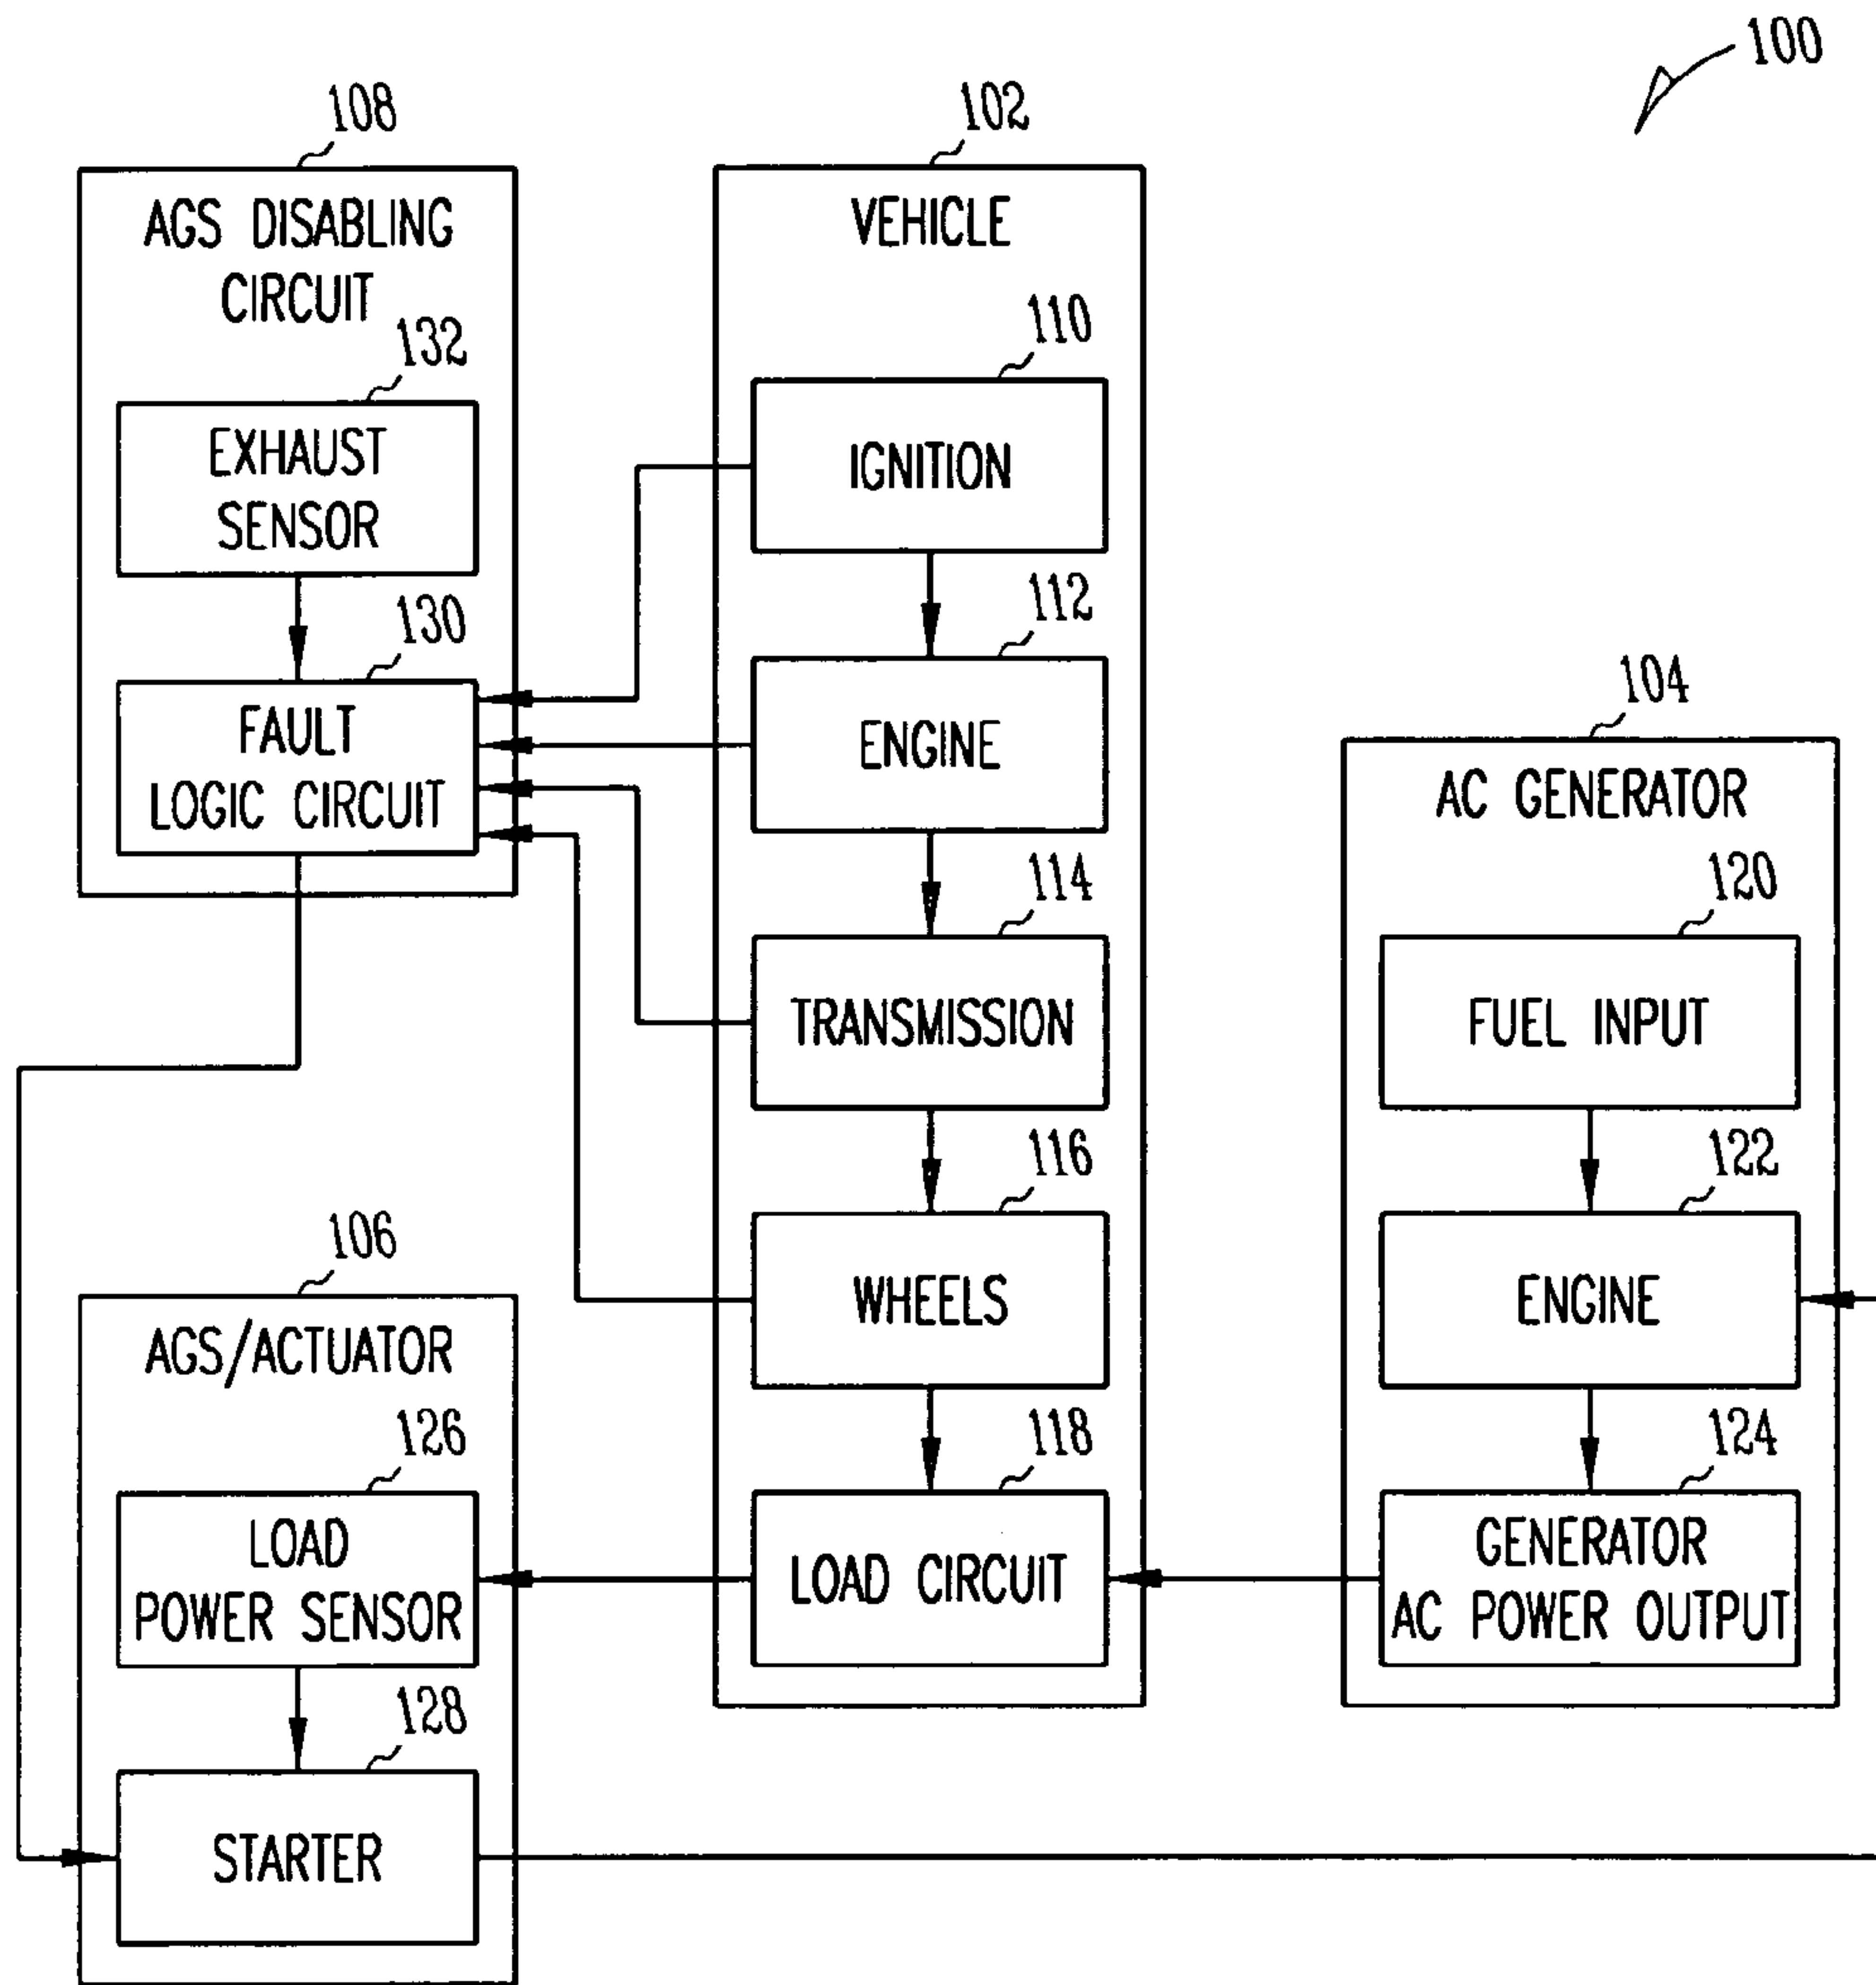 100
108
AGS DISABLING
CIRCUIT
132
EXHAUST
SENSOR
130
FAULT
LOGIC CIRCUIT
102
VEHICLE
110
IGNITION
112
ENGINE
114
TRANSMISSION
116
WHEELS
118
LOAD CIRCUIT
104
AC GENERATOR
120
FUEL INPUT
122
ENGINE
124
GENERATOR
AC POWER OUTPUT
106
AGS/ACTUATOR
126
LOAD
POWER SENSOR
128
STARTER